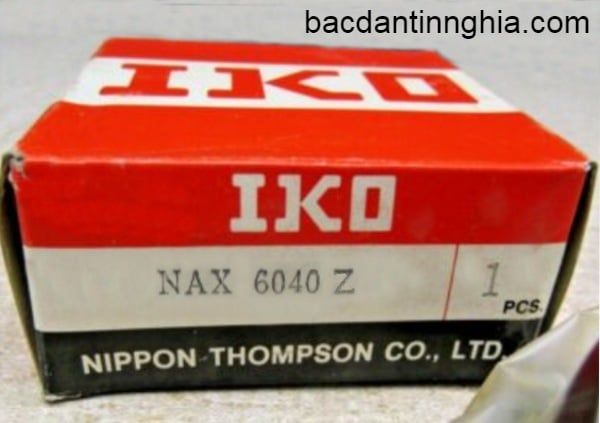 bacdantinnghia.com
IKO
IKO
NAX 6040 Z
1
PCS.
NIPPON THOMPSON CO., LTD.